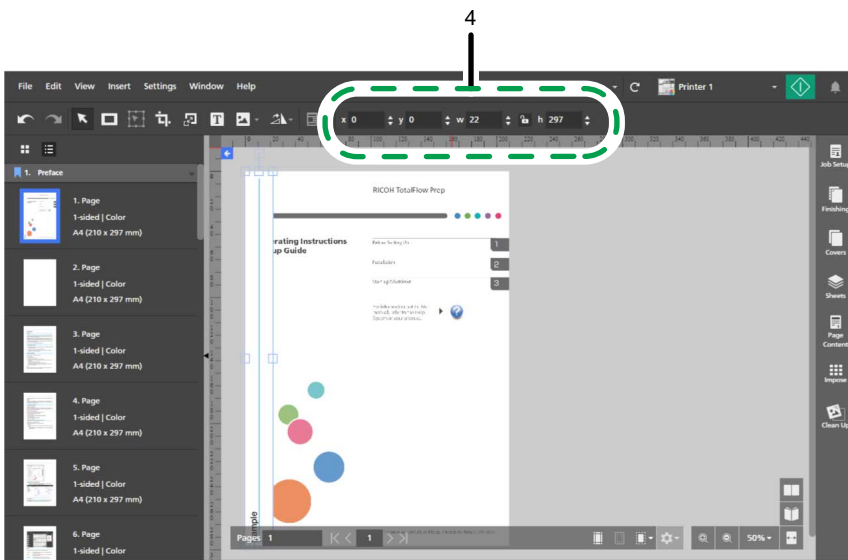 4
File Edit View Insert Settings Window Help
Printer 1
x 0 y 0 w 22 h 297
1. Preface
1. Page
1-sided | Color
A4 (210 x 297 mm)
2. Page
1-sided | Color
A4 (210 x 297 mm)
3. Page
1-sided | Color
A4 (210 x 297 mm)
4. Page
1-sided | Color
A4 (210 x 297 mm)
5. Page
1-sided | Color
A4 (210 x 297 mm)
6. Page
1-sided | Color
RICOH TotalFlow Prep
erating Instructions
up Guide
1
Installation
2
3
mple
Pages 1
1
50%
Job Setup
Finishing
Covers
Sheets
Page
Content
Impose
Clean Up